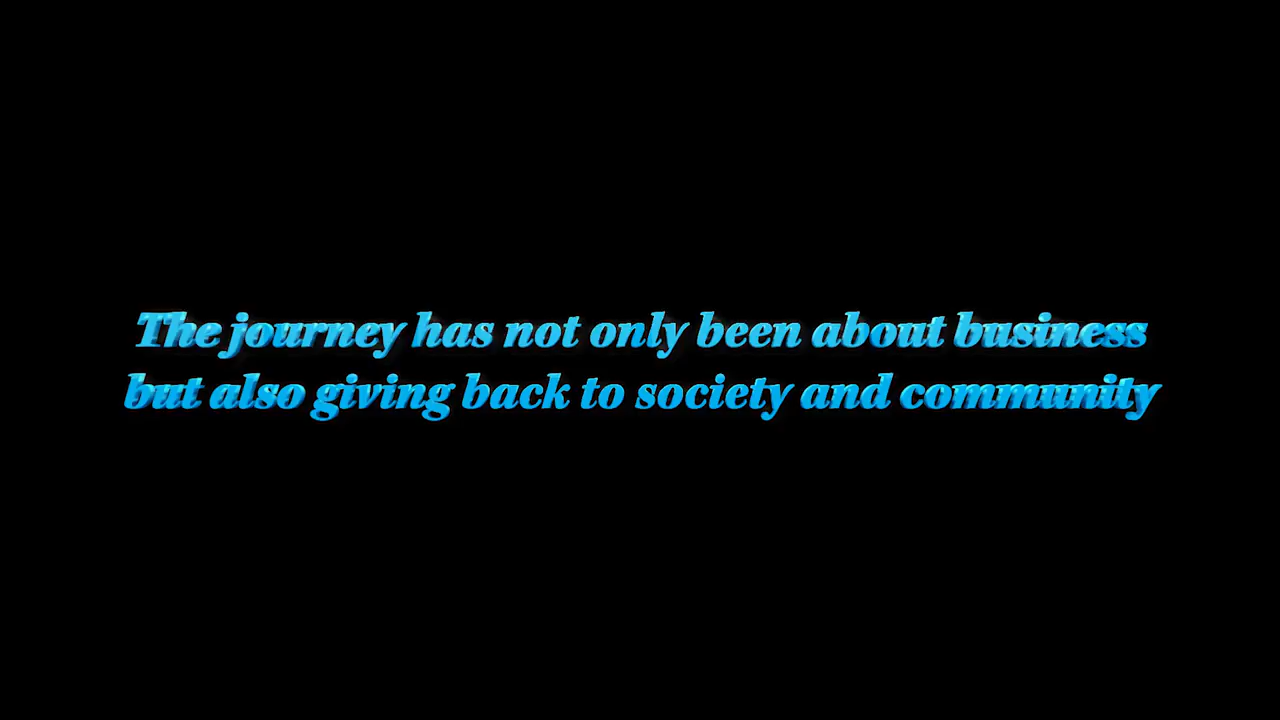 The journey has not only been about business
but also giving back to society and community